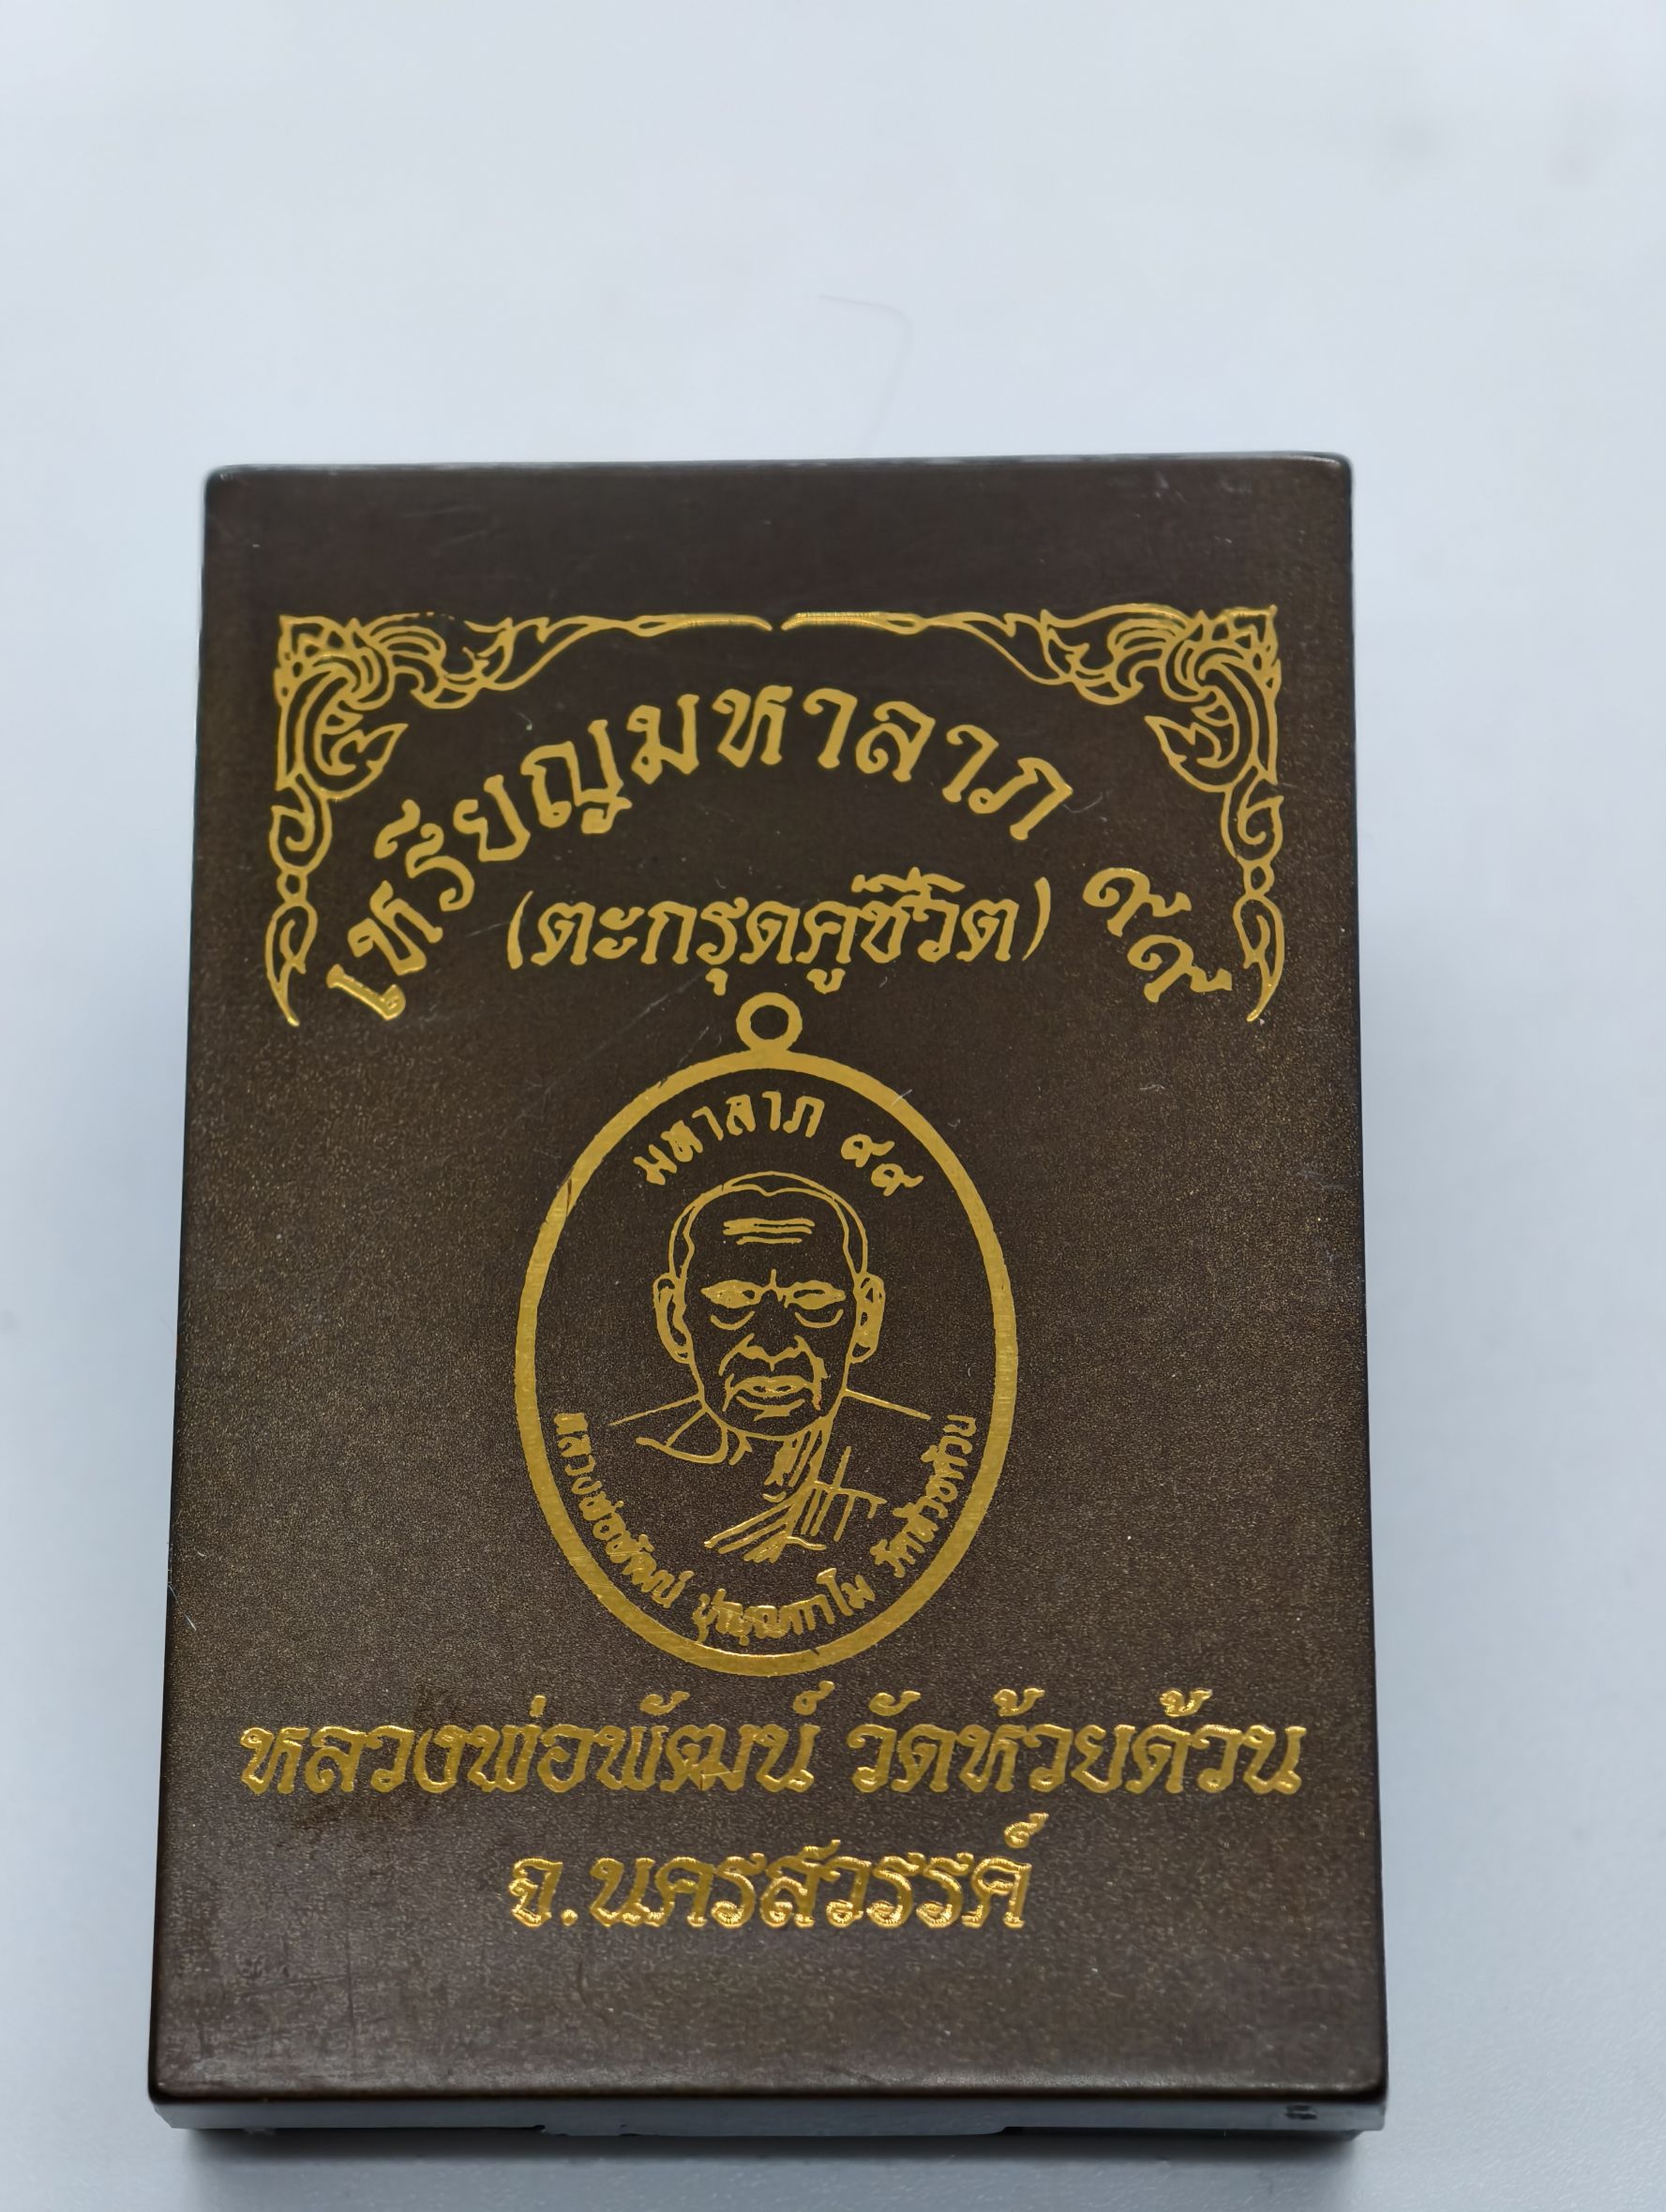 เหรียญมหาลาภ ๙๙
(ตะกรุดคู่ชีวิต)
มหาลาภ ๙๙
หลวงพ่อพัฒน์ ปุญฺญกาโม วัดห้วยด้วน
หลวงพ่อพัฒน์ วัดห้วยด้วน
จ.นครสวรรค์